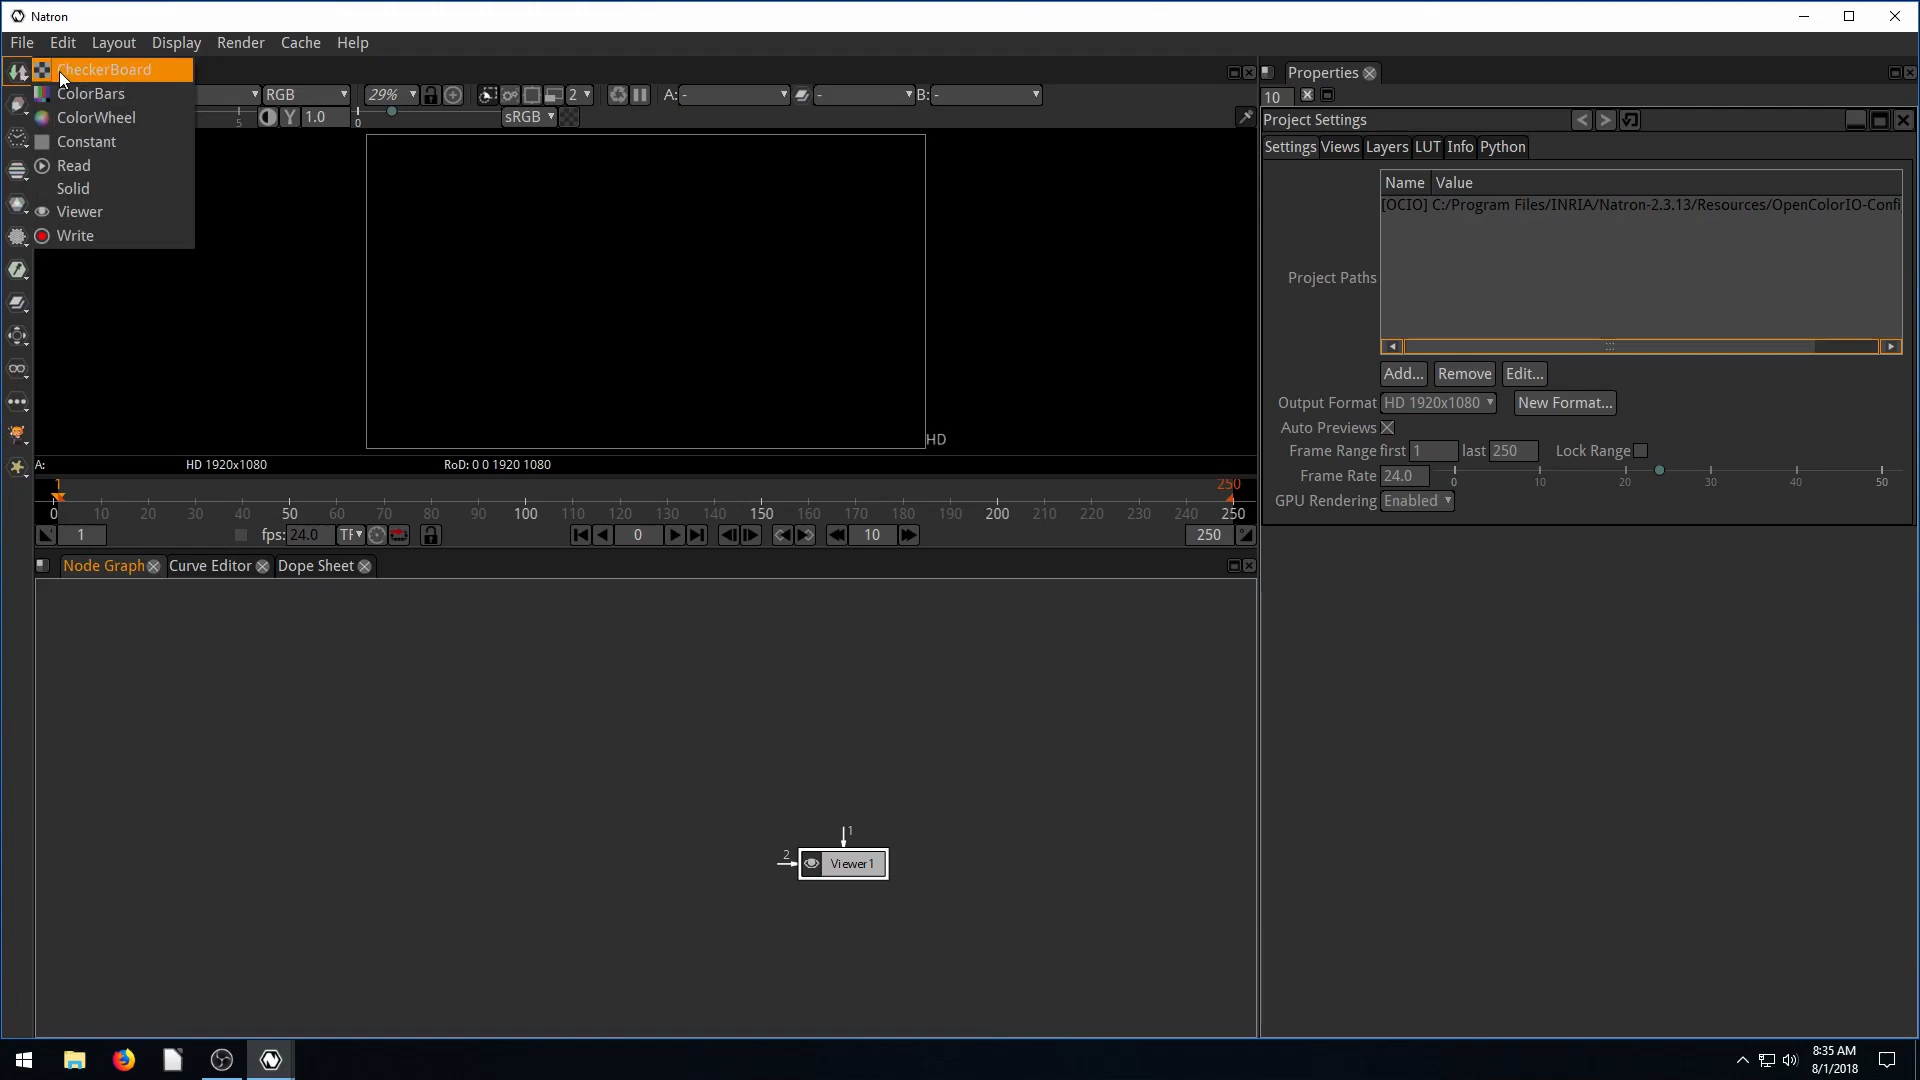 Natron
File Edit Layout Display Render Cache Help
CheckerBoard
ColorBars
ColorWheel
Constant
Read
Solid
Viewer
Write
RGB 29% 2 A: - - B: -
5 Y 1.0 0 sRGB
HD
A: HD 1920x1080 RoD: 0 0 1920 1080
1 250
0 10 20 30 40 50 60 70 80 90 100 110 120 130 140 150 160 170 180 190 200 210 220 230 240 250
1 fps: 24.0 TF 0 10 250
Node Graph Curve Editor Dope Sheet
1
2 Viewer1
Properties
10
Project Settings
Settings Views Layers LUT Info Python
Name Value
[OCIO] C:/Program Files/INRIA/Natron-2.3.13/Resources/OpenColorIO-Confi
Project Paths
Add... Remove Edit...
Output Format HD 1920x1080 New Format...
Auto Previews
Frame Range first 1 last 250 Lock Range
Frame Rate 24.0 0 10 20 30 40 50
GPU Rendering Enabled
8:35 AM
8/1/2018